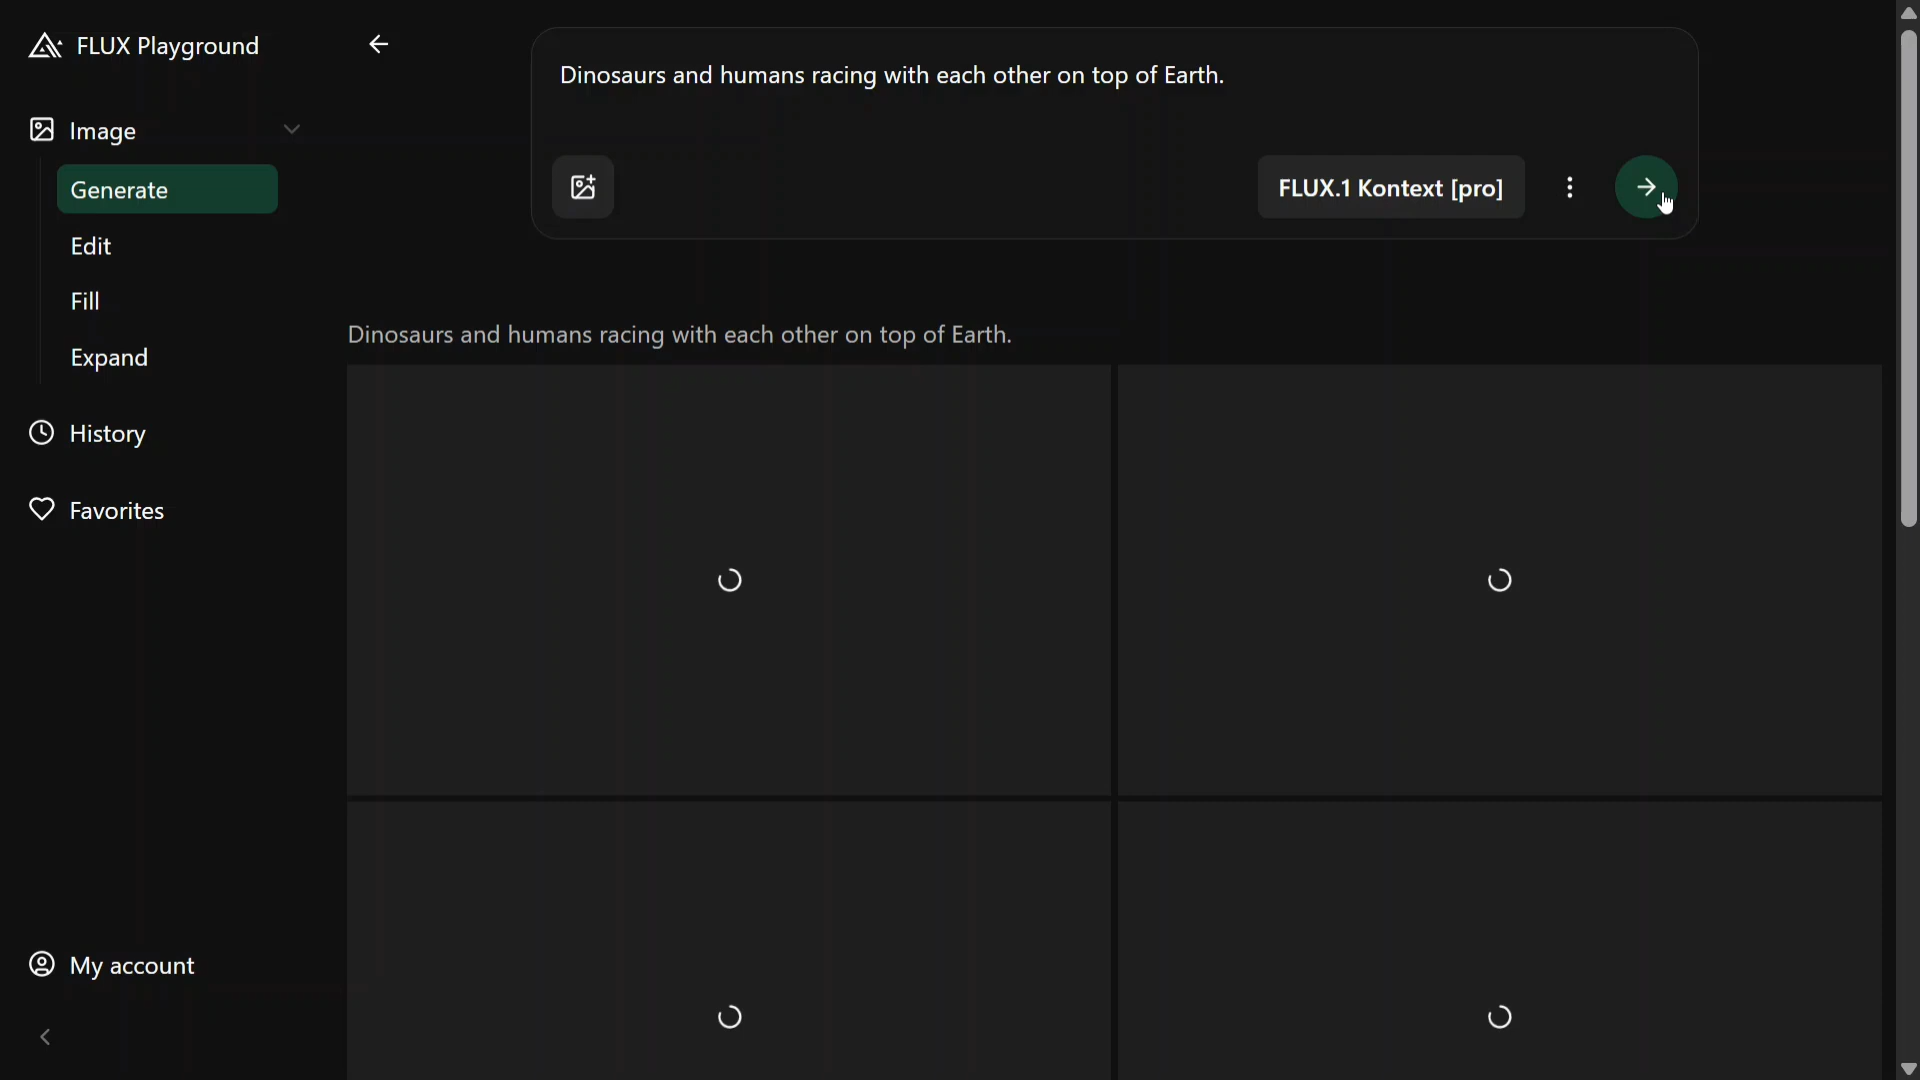 FLUX Playground
Image
Generate
Edit
Fill
Expand
History
Favorites
My account
Dinosaurs and humans racing with each other on top of Earth.
FLUX.1 Kontext [pro]
Dinosaurs and humans racing with each other on top of Earth.